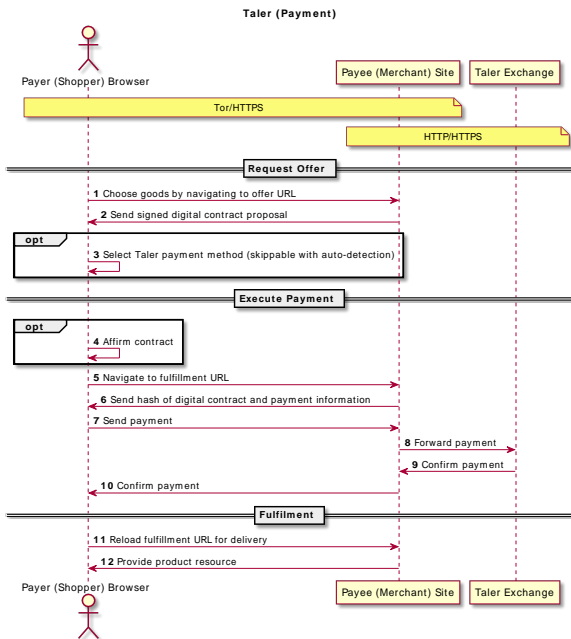 Taler (Payment)
Payer (Shopper) Browser
Payee (Merchant) Site
Taler Exchange
Tor/HTTPS
HTTP/HTTPS
Request Offer
1 Choose goods by navigating to offer URL
2 Send signed digital contract proposal
opt
3 Select Taler payment method (skippable with auto-detection)
Execute Payment
opt
4 Affirm contract
5 Navigate to fulfillment URL
6 Send hash of digital contract and payment information
7 Send payment
8 Forward payment
9 Confirm payment
10 Confirm payment
Fulfilment
11 Reload fulfillment URL for delivery
12 Provide product resource
Payer (Shopper) Browser
Payee (Merchant) Site
Taler Exchange